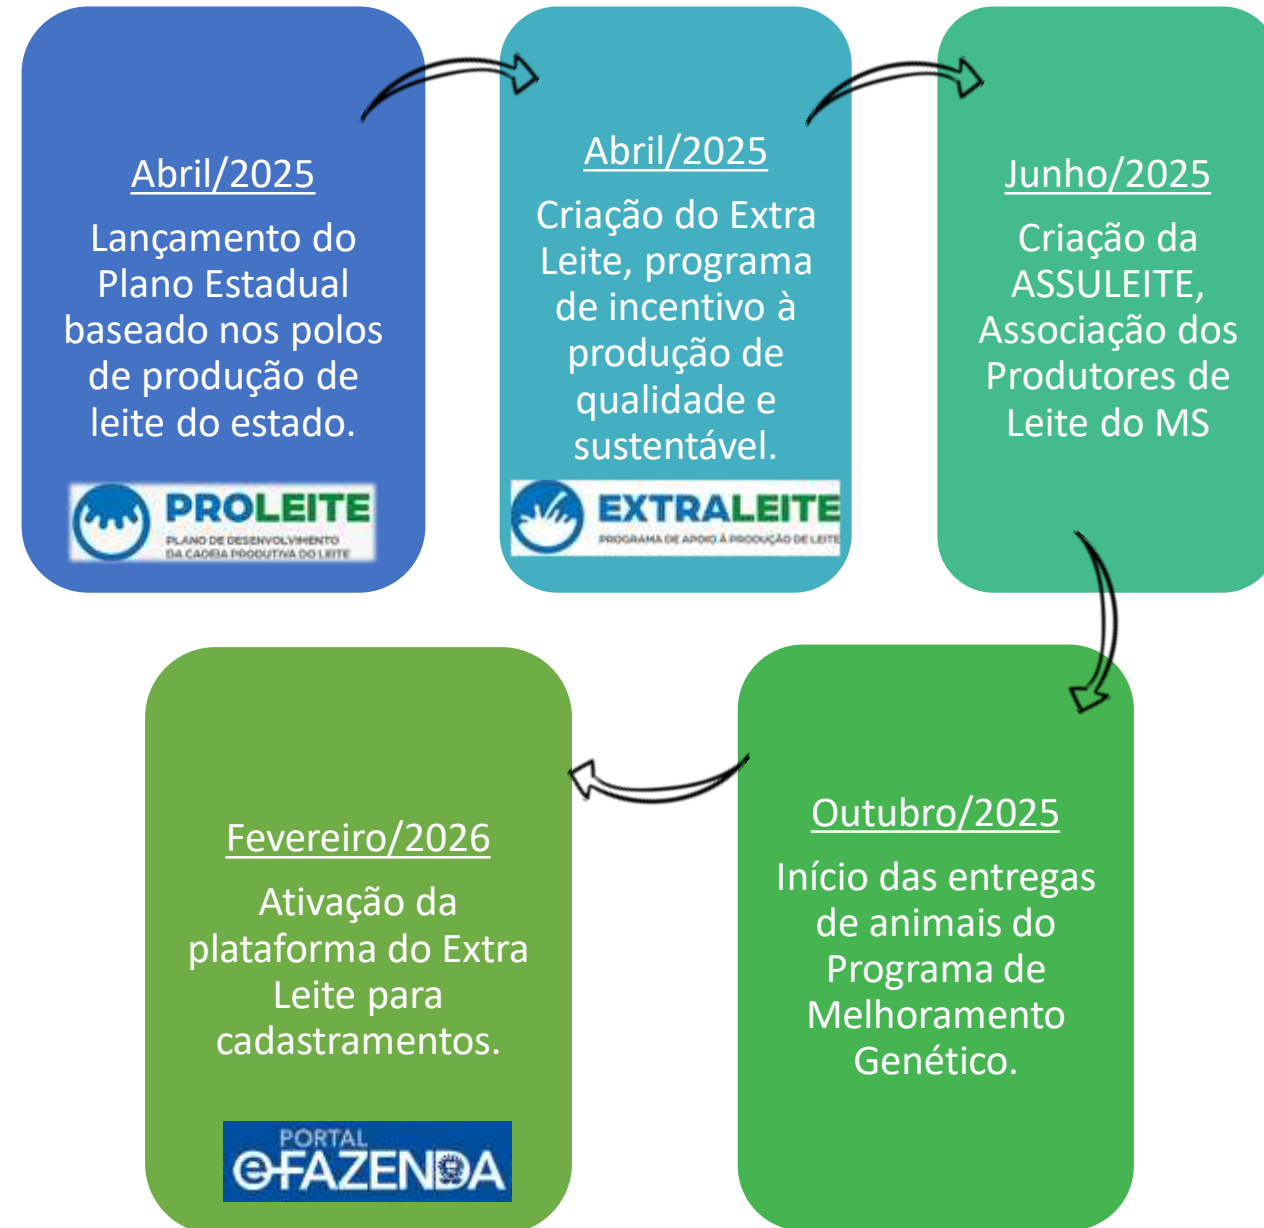 Abril/2025
Lançamento do
Plano Estadual
baseado nos polos
de produção de
leite do estado.
PROLEITE
PLANO DE DESENVOLVIMENTO
DA CADEIA PRODUTIVA DO LEITE
Abril/2025
Criação do Extra
Leite, programa
de incentivo à
produção de
qualidade e
sustentável.
EXTRALEITE
PROGRAMA DE APOIO À PRODUÇÃO DE LEITE
Junho/2025
Criação da
ASSULEITE,
Associação dos
Produtores de
Leite do MS
Outubro/2025
Início das entregas
de animais do
Programa de
Melhoramento
Genético.
Fevereiro/2026
Ativação da
plataforma do Extra
Leite para
cadastramentos.
PORTAL
e-FAZENDA